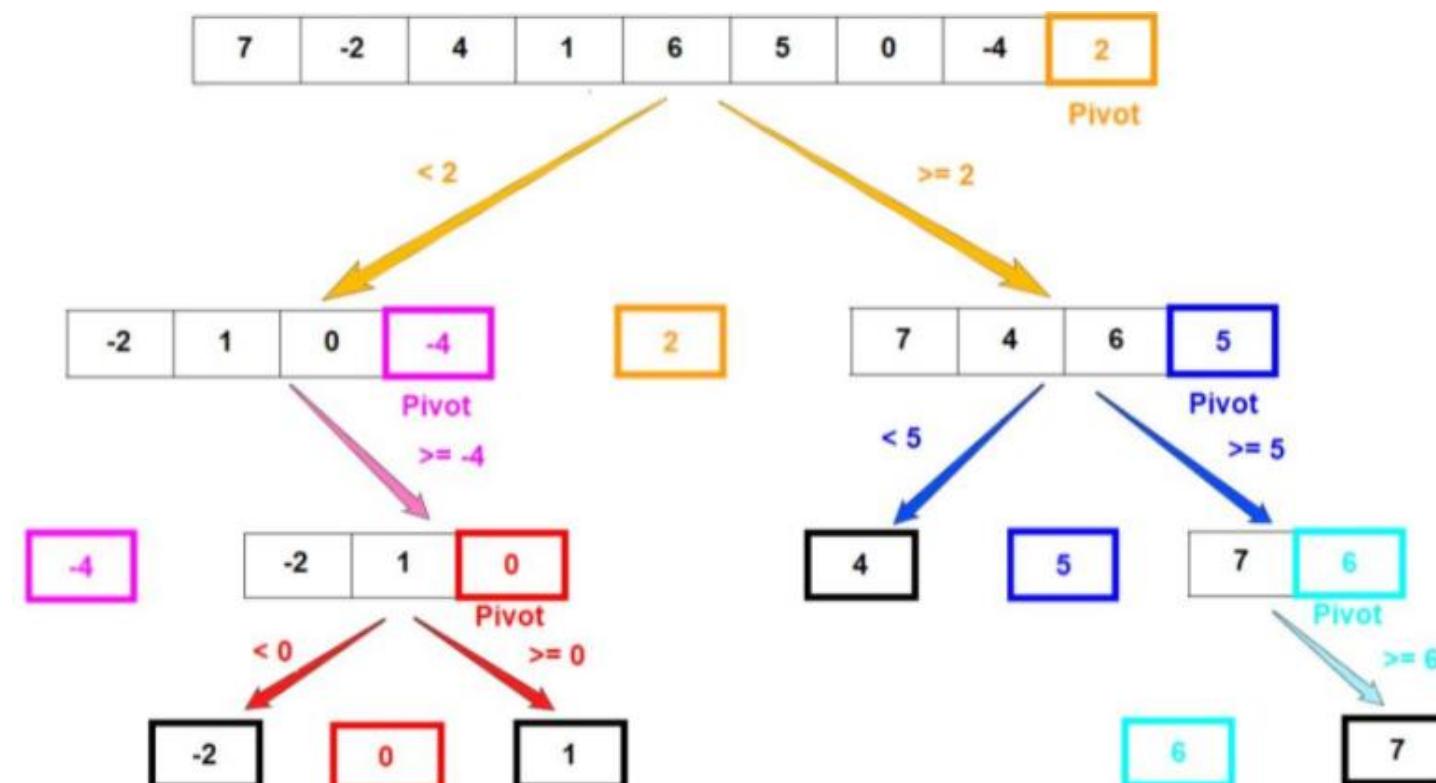 7 -2 4 1 6 5 0 -4 2
Pivot
< 2 >= 2
-2 1 0 -4 2 7 4 6 5
Pivot Pivot
< 5 >= 5
>= -4
-4 -2 1 0 4 5 7 6
Pivot Pivot
< 0 >= 0 >= 6
-2 0 1 6 7